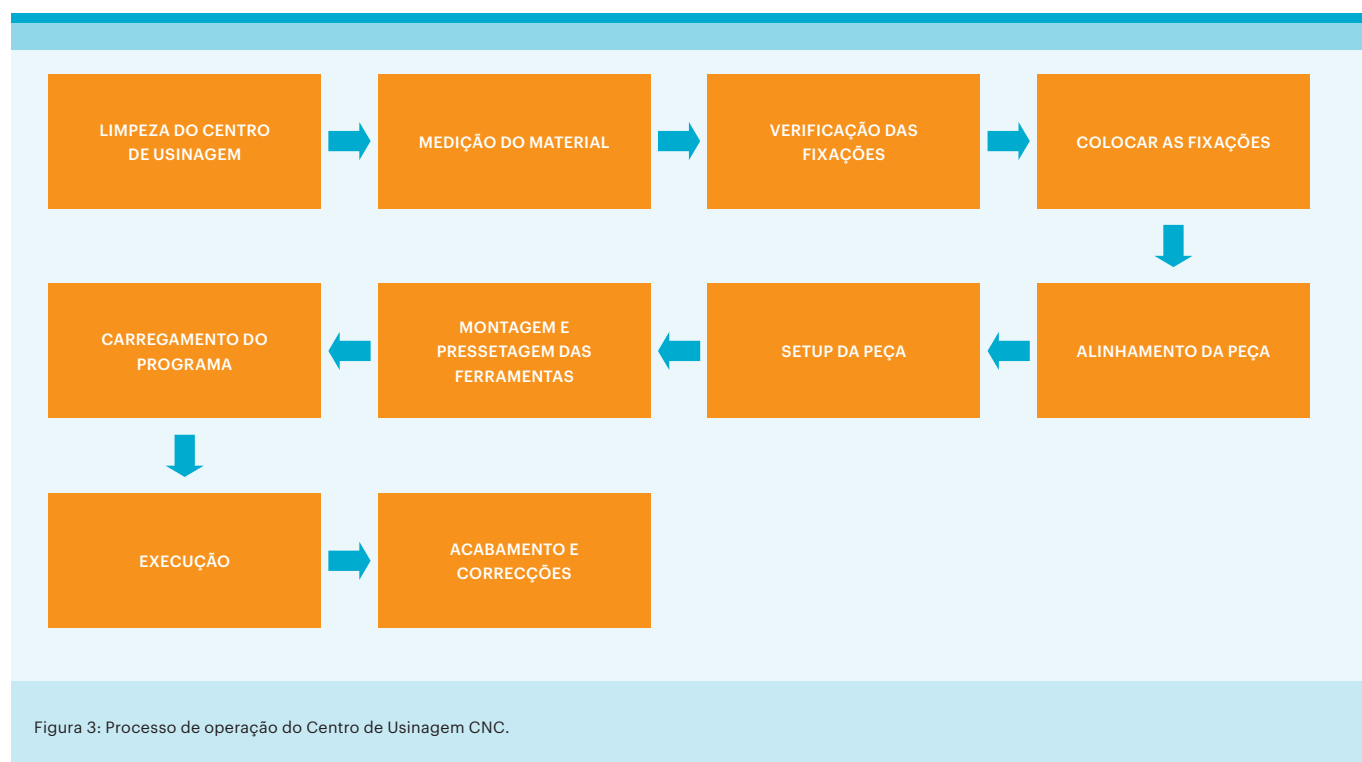 LIMPEZA DO CENTRO
DE USINAGEM
MEDIÇÃO DO MATERIAL
VERIFICAÇÃO DAS
FIXAÇÕES
COLOCAR AS FIXAÇÕES
ALINHAMENTO DA PEÇA
SETUP DA PEÇA
MONTAGEM E
PRESSETAGEM DAS
FERRAMENTAS
CARREGAMENTO DO
PROGRAMA
EXECUÇÃO
ACABAMENTO E
CORRECÇÕES
Figura 3: Processo de operação do Centro de Usinagem CNC.